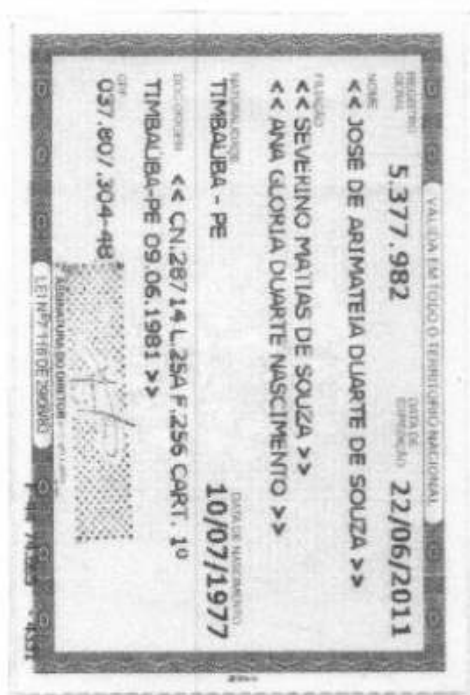 VÁLIDA EM TODO O TERRITÓRIO NACIONAL
REGISTRO GERAL 5.377.982 DATA DE EXPEDIÇÃO 22/06/2011
NOME
<< JOSE DE ARIMATEIA DUARTE DE SOUZA >>
FILIAÇÃO
<< SEVERINO MATIAS DE SOUZA >>
<< ANA GLORIA DUARTE NASCIMENTO >>
NATURALIDADE DATA DE NASCIMENTO
TIMBAUBA - PE 10/07/1977
DOC ORIGEM << CN.28714 L.25A F.256 CART. 1º
TIMBAUBA-PE 09.06.1981 >>
CPF
037.807.304-48
ASSINATURA DO DIRETOR
LEI Nº 7.116 DE 29/08/83